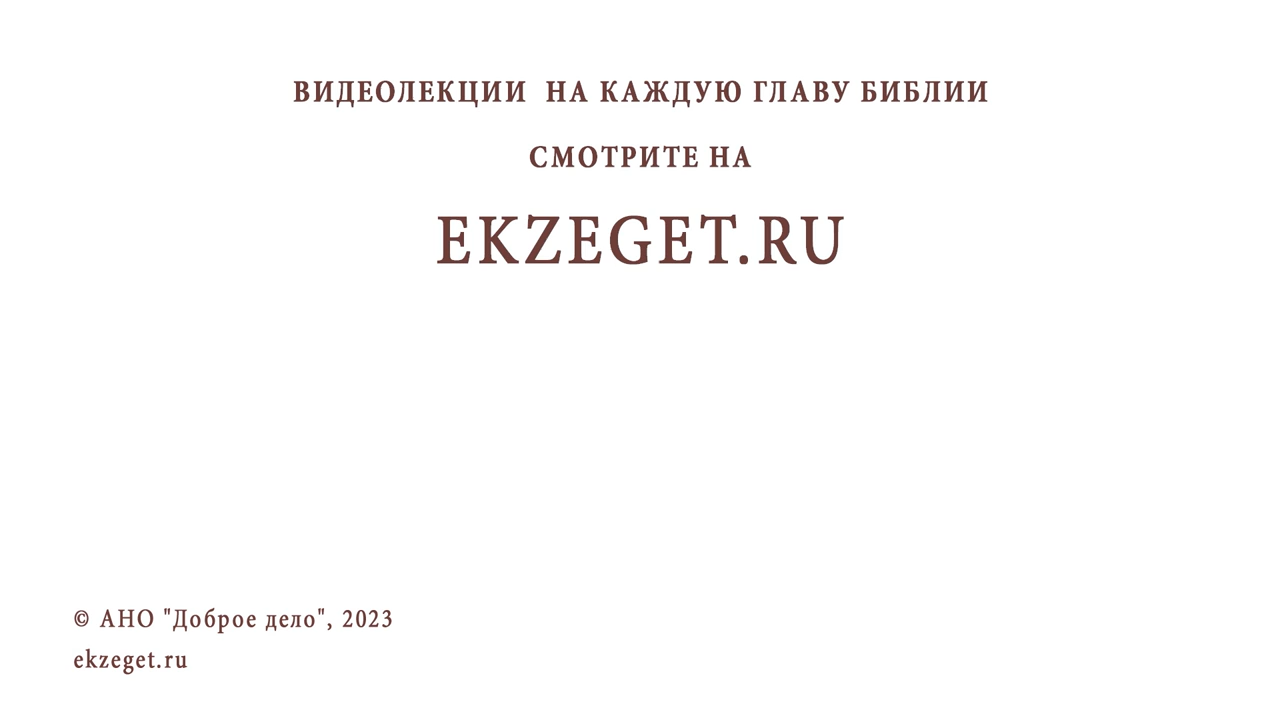 ВИДЕОЛЕКЦИИ НА КАЖДУЮ ГЛАВУ БИБЛИИ
СМОТРИТЕ НА
EKZEGET.RU
© АНО "Доброе дело", 2023
ekzeget.ru